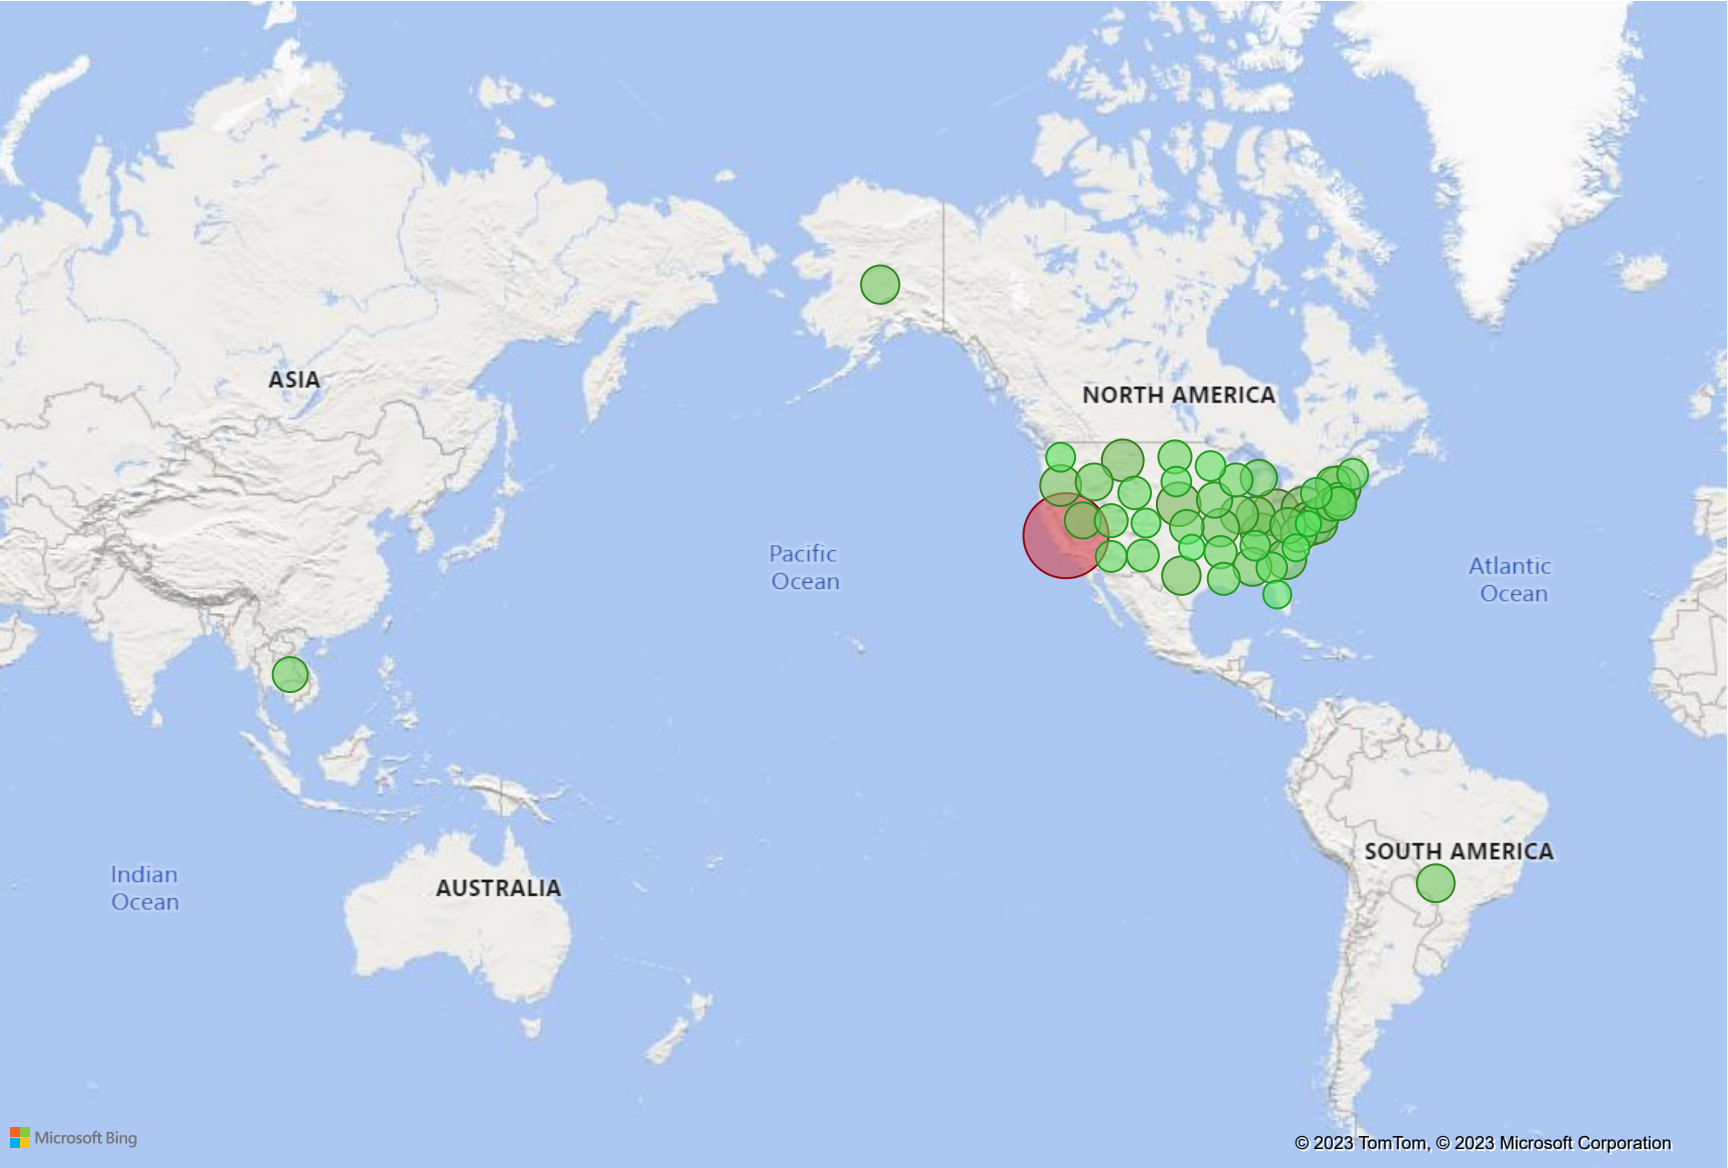 ASIA
NORTH AMERICA
Pacific
Ocean
Atlantic
Ocean
SOUTH AMERICA
Indian
Ocean
AUSTRALIA
Microsoft Bing
© 2023 TomTom, © 2023 Microsoft Corporation